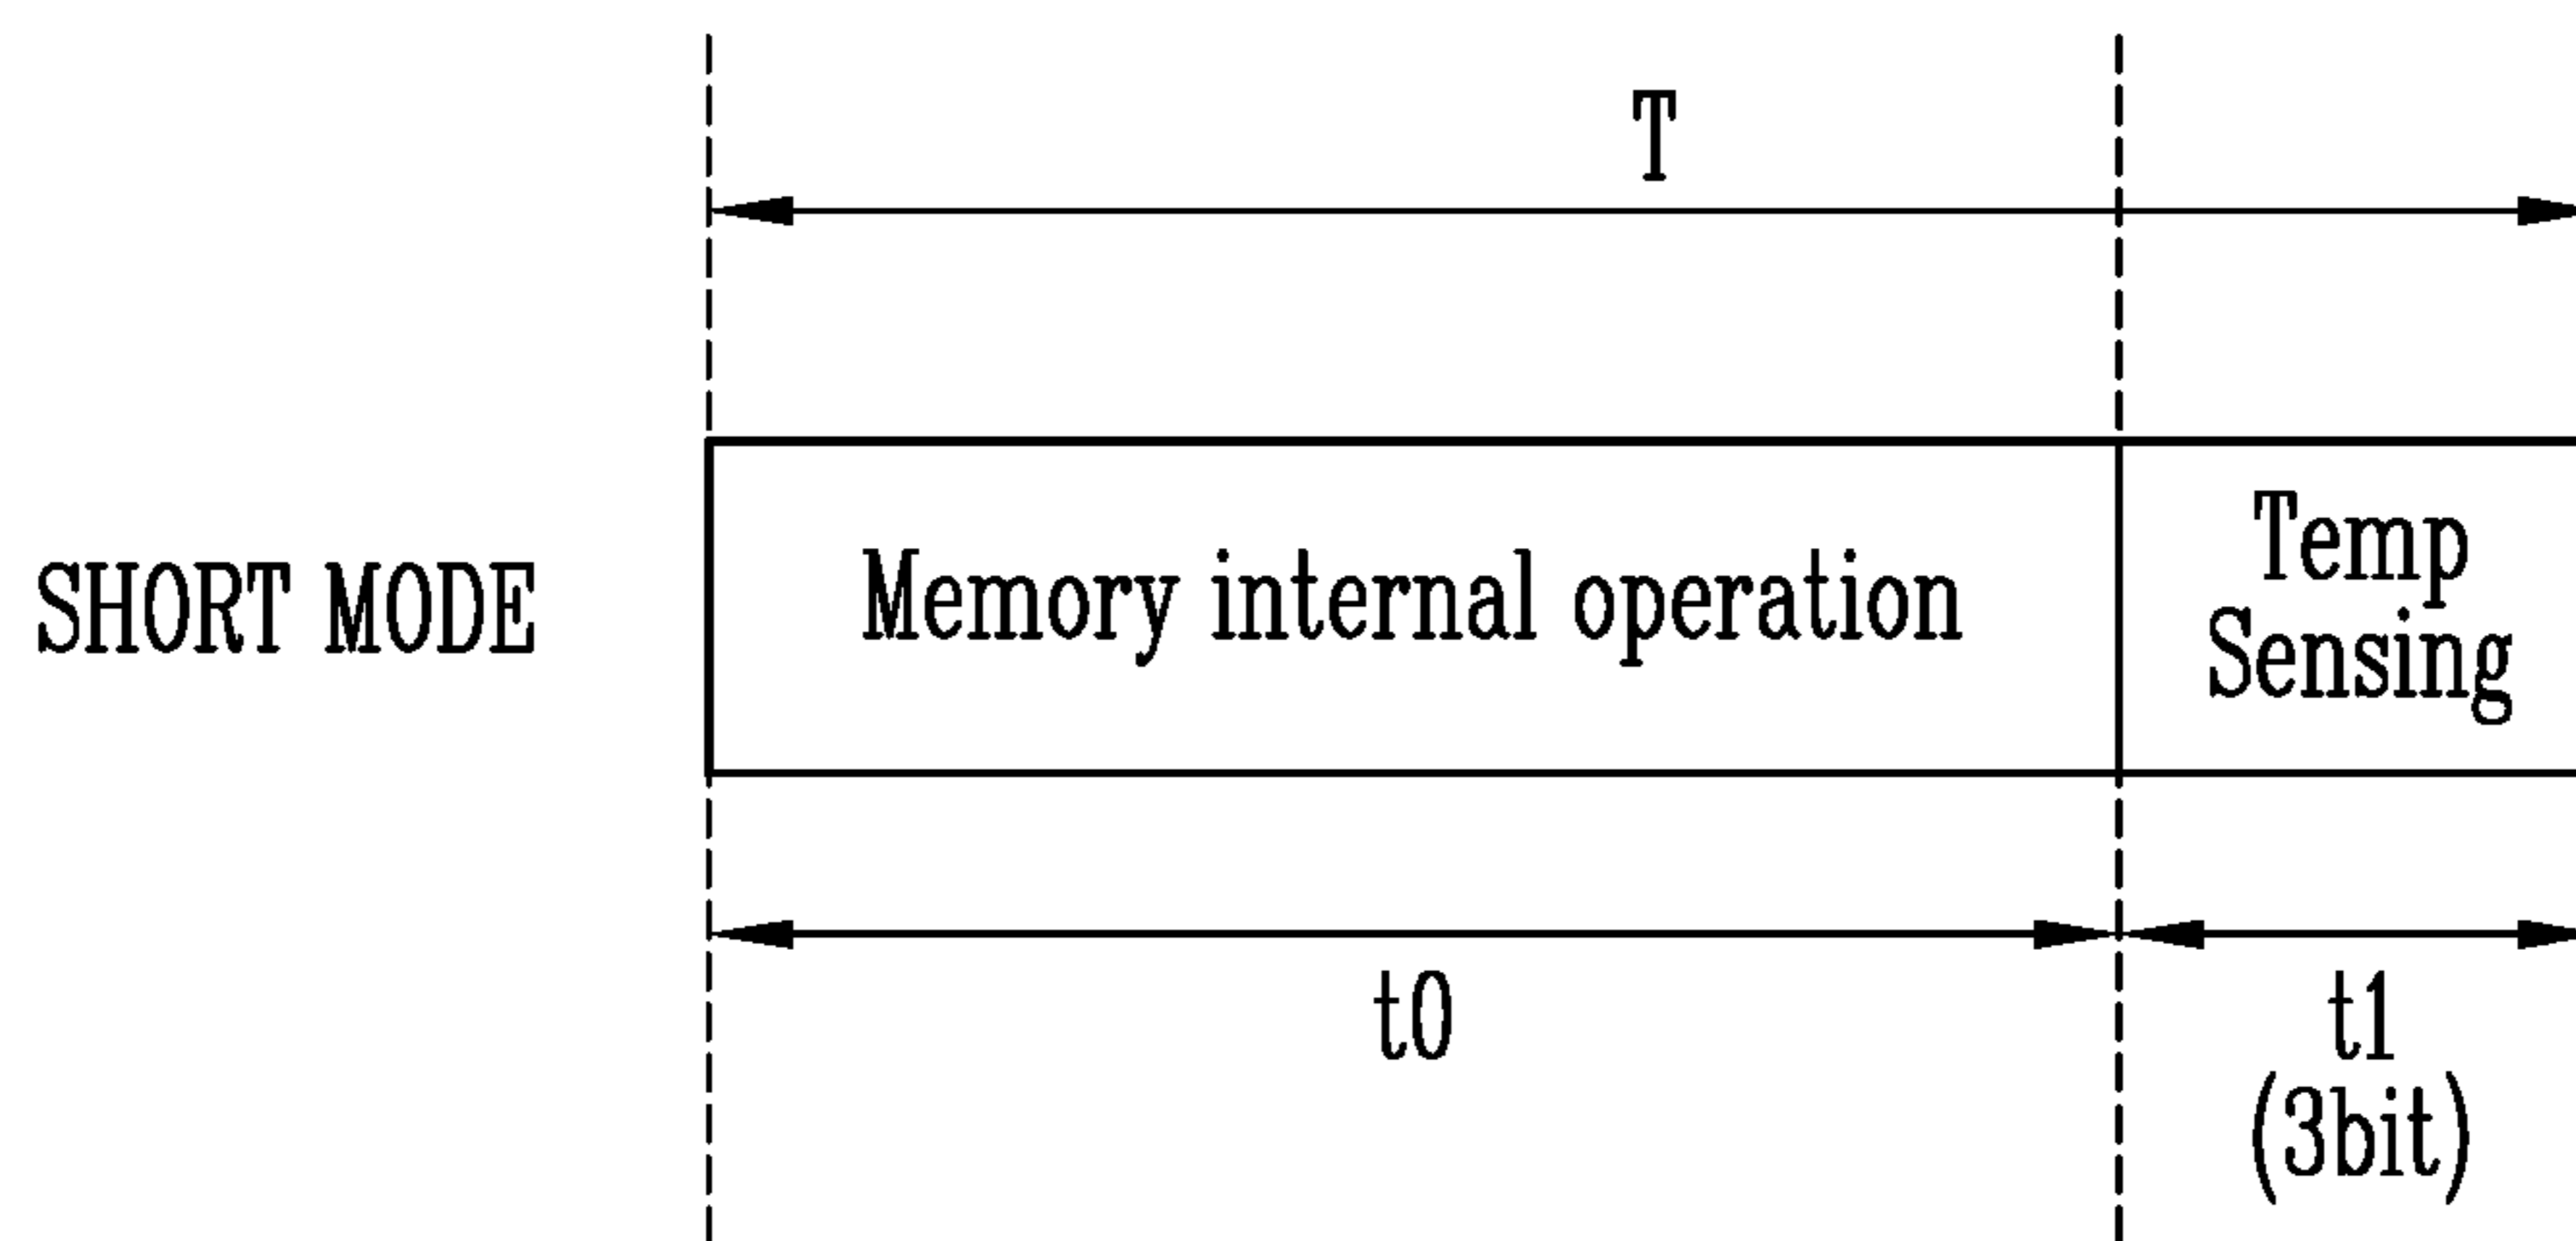 T
SHORT MODE
Memory internal operation
Temp
Sensing
t0
t1
(3bit)